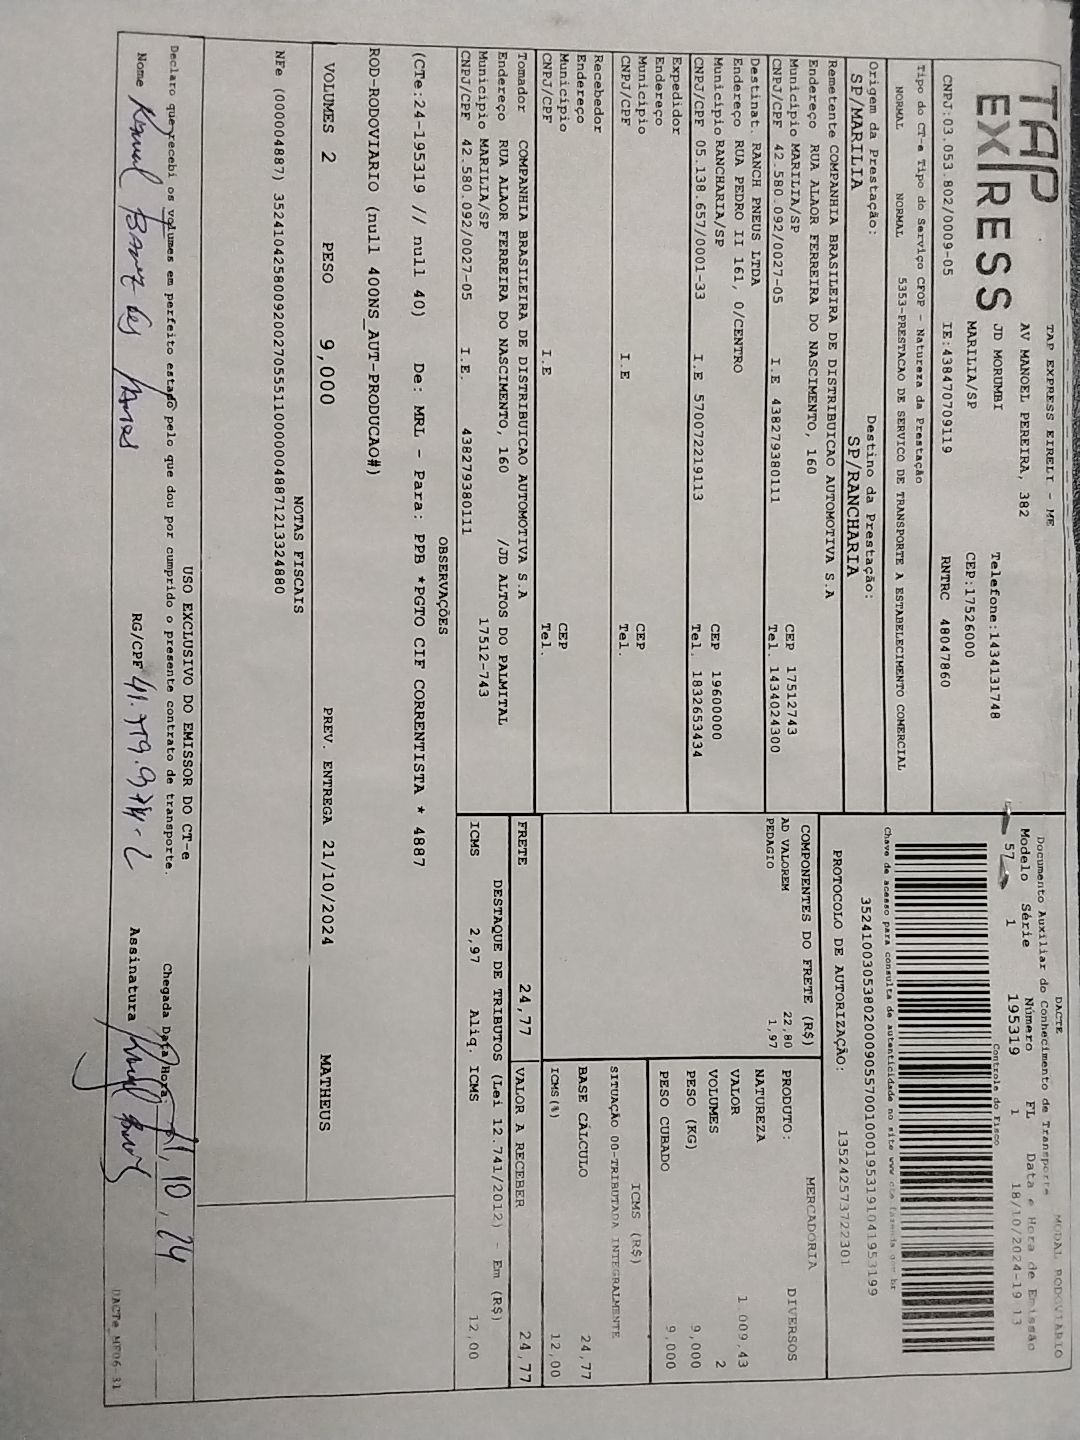 TAP EXPRESS
TAP EXPRESS EIRELI - ME
AV MANOEL PEREIRA, 382
JD MORUMBI
Telefone:1434131748
MARILIA/SP
CEP:17526000
CNPJ:03.053.802/0009-05 IE:438470709119 RNTRC 48047860
Tipo do CT-e Tipo do Serviço CFOP - Natureza da Prestação
NORMAL NORMAL 5353-PRESTACAO DE SERVICO DE TRANSPORTE A ESTABELECIMENTO COMERCIAL
Origem da Prestação: Destino da Prestação:
SP/MARILIA SP/RANCHARIA
Remetente COMPANHIA BRASILEIRA DE DISTRIBUICAO AUTOMOTIVA S.A
Endereço RUA ALAOR FERREIRA DO NASCIMENTO, 160
Município MARILIA/SP CEP 17512743
CNPJ/CPF 42.580.092/0027-05 I.E 438279380111 Tel. 1434024300
Destinat. RANCH PNEUS LTDA
Endereço RUA PEDRO II 161, 0/CENTRO
Município RANCHARIA/SP CEP 19600000
CNPJ/CPF 05.138.657/0001-33 I.E 570072219113 Tel. 1832653434
Expedidor
Endereço
Município CEP
CNPJ/CPF I.E Tel.
Recebedor
Endereço
Município CEP
CNPJ/CPF I.E Tel.
Tomador COMPANHIA BRASILEIRA DE DISTRIBUICAO AUTOMOTIVA S.A
Endereço RUA ALAOR FERREIRA DO NASCIMENTO, 160 /JD ALTOS DO PALMITAL
Município MARILIA/SP 17512-743
CNPJ/CPF 42.580.092/0027-05 I.E. 438279380111
DACTE MODAL RODOVIARIO
Documento Auxiliar do Conhecimento de Transporte
Modelo Série Número FL Data e Hora de Emissão
57 1 195319 1 18/10/2024-19 13
Controle do Fisco
Chave de acesso para consulta de autenticidade no site www cte fazenda gov br
35241003053802000905570010001953191041953199
PROTOCOLO DE AUTORIZAÇÃO: 135242573722301
COMPONENTES DO FRETE (R$)
AD VALOREM 22,80
PEDAGIO 1,97
MERCADORIA
PRODUTO: DIVERSOS
NATUREZA
VALOR 1 009,43
VOLUMES 2
PESO (KG) 9,000
PESO CUBADO 9,000
ICMS (R$)
SITUAÇÃO 00-TRIBUTADA INTEGRALMENTE
BASE CÁLCULO 24,77
ICMS(%) 12,00
FRETE 24,77 VALOR A RECEBER 24,77
DESTAQUE DE TRIBUTOS (Lei 12.741/2012) - Em (R$)
ICMS 2,97 Aliq. ICMS 12,00
OBSERVAÇÕES
(CTe:24-195319 // null 40) De: MRL - Para: PPB *PGTO CIF CORRENTISTA * 4887
ROD-RODOVIARIO (null 400NS_AUT-PRODUCAO#)
VOLUMES 2 PESO 9,000 PREV. ENTREGA 21/10/2024 MATHEUS
NOTAS FISCAIS
NFe (000004887) 35241042580092002705551100000048871213324880
USO EXCLUSIVO DO EMISSOR DO CT-e
Declaro que recebi os volumes em perfeito estado pelo que dou por cumprido o presente contrato de transporte.
Chegada Data/Hora: 21, 10, 24
Nome RG/CPF Assinatura
DACTe_MF06-31